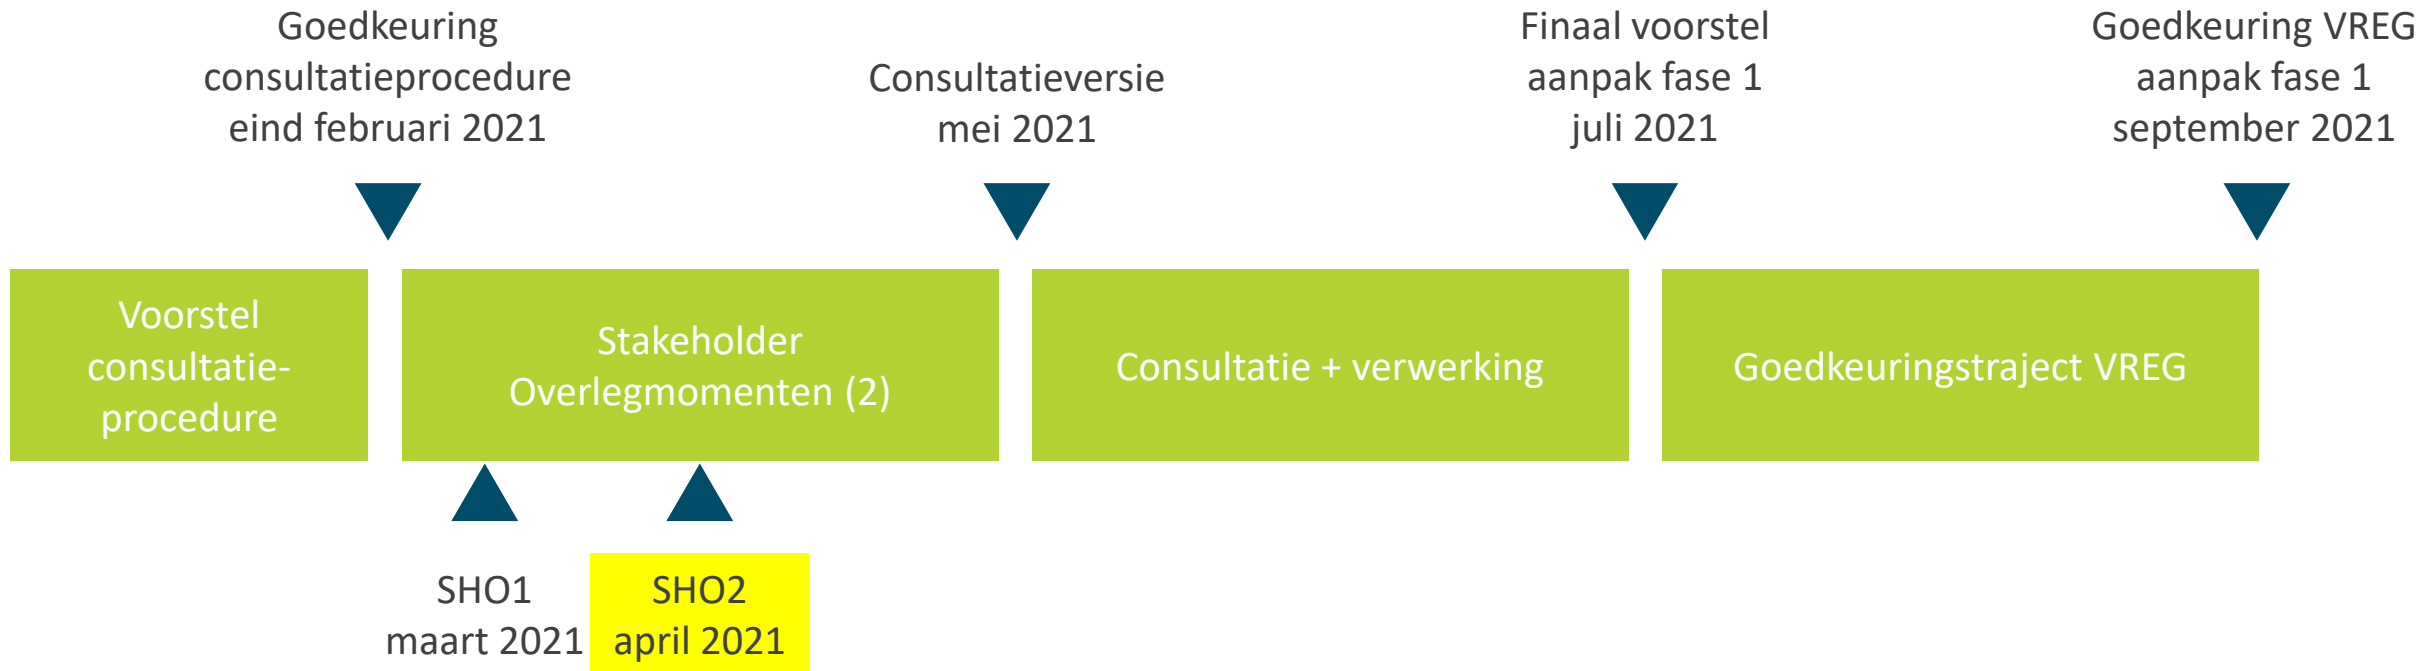 Goedkeuring
consultatieprocedure
eind februari 2021
Consultatieversie
mei 2021
Finaal voorstel
aanpak fase 1
juli 2021
Goedkeuring VREG
aanpak fase 1
september 2021
Voorstel
consultatie-
procedure
Stakeholder
Overlegmomenten (2)
Consultatie + verwerking
Goedkeuringstraject VREG
SHO1
maart 2021
SHO2
april 2021